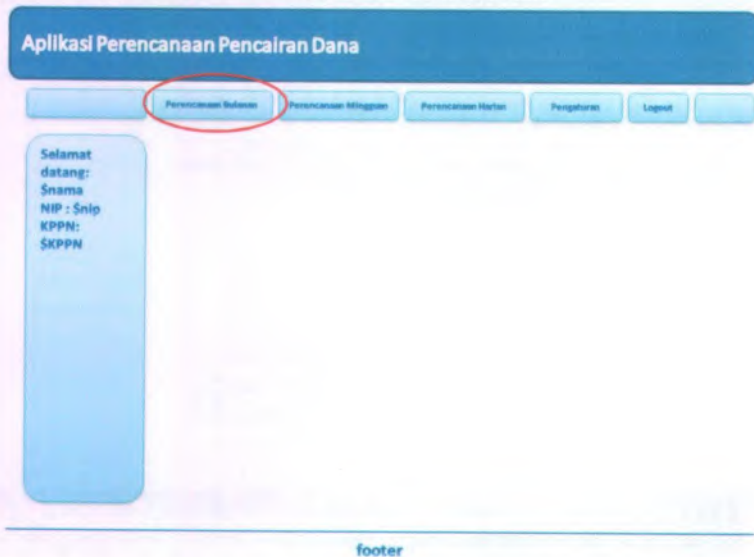 Aplikasi Perencanaan Pencairan Dana
Perencanaan Bulanan
Perencanaan Mingguan
Perencanaan Harian
Pengaturan
Logout
Selamat
datang:
$nama
NIP : $nip
KPPN:
$KPPN
footer